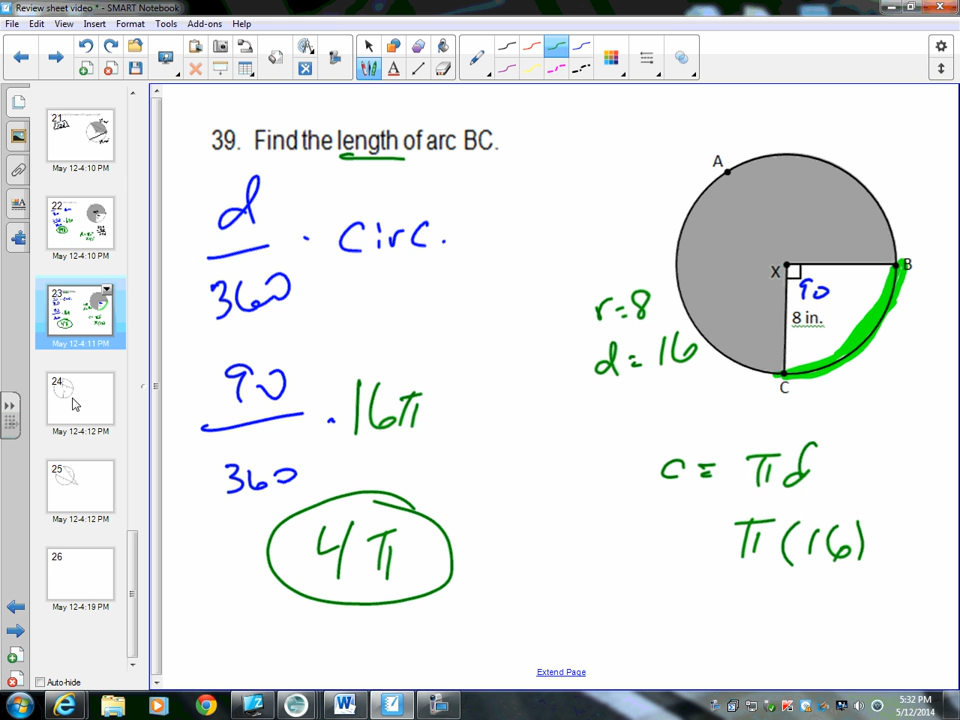 Review sheet video * - SMART Notebook
File Edit View Insert Format Tools Add-ons Help
21
May 12-4:10 PM
22
May 12-4:10 PM
23
May 12-4:11 PM
24
May 12-4:12 PM
25
May 12-4:12 PM
26
May 12-4:19 PM
Auto-hide
39. Find the length of arc BC.
d/360 · circ.
90/360 · 16π
4π
A
X
B
90
8 in.
C
r=8
d=16
c = πd
π(16)
Extend Page
5:32 PM
5/12/2014